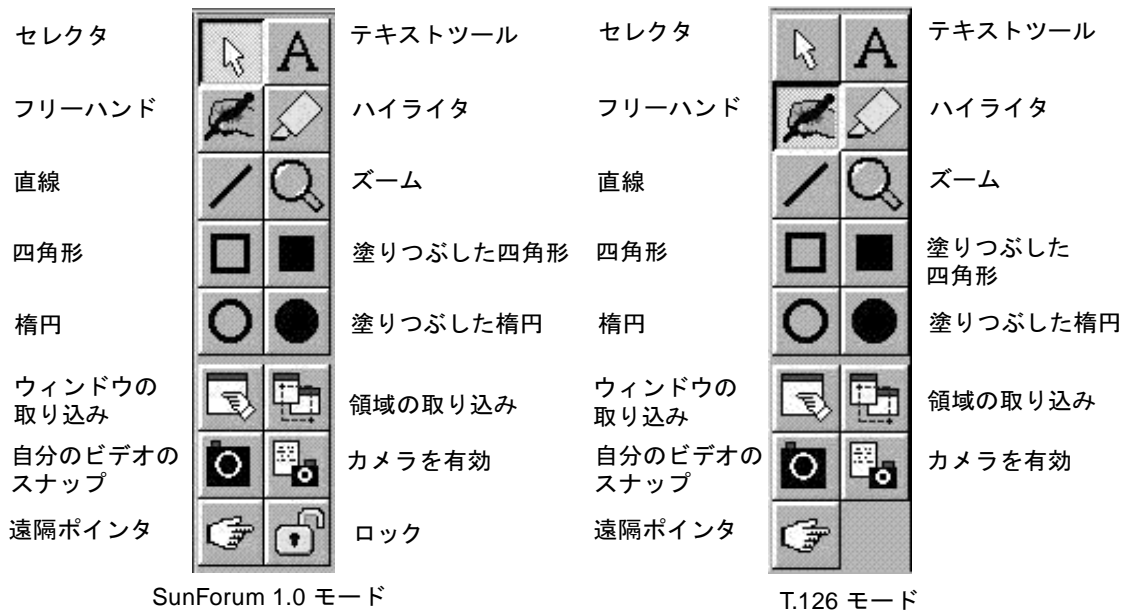 セレクタ
テキストツール
フリーハンド
ハイライタ
直線
ズーム
四角形
塗りつぶした四角形
楕円
塗りつぶした楕円
ウィンドウの
取り込み
領域の取り込み
自分のビデオの
スナップ
カメラを有効
遠隔ポインタ
ロック
SunForum 1.0 モード
セレクタ
テキストツール
フリーハンド
ハイライタ
直線
ズーム
四角形
塗りつぶした
四角形
楕円
塗りつぶした楕円
ウィンドウの
取り込み
領域の取り込み
自分のビデオの
スナップ
カメラを有効
遠隔ポインタ
T.126 モード